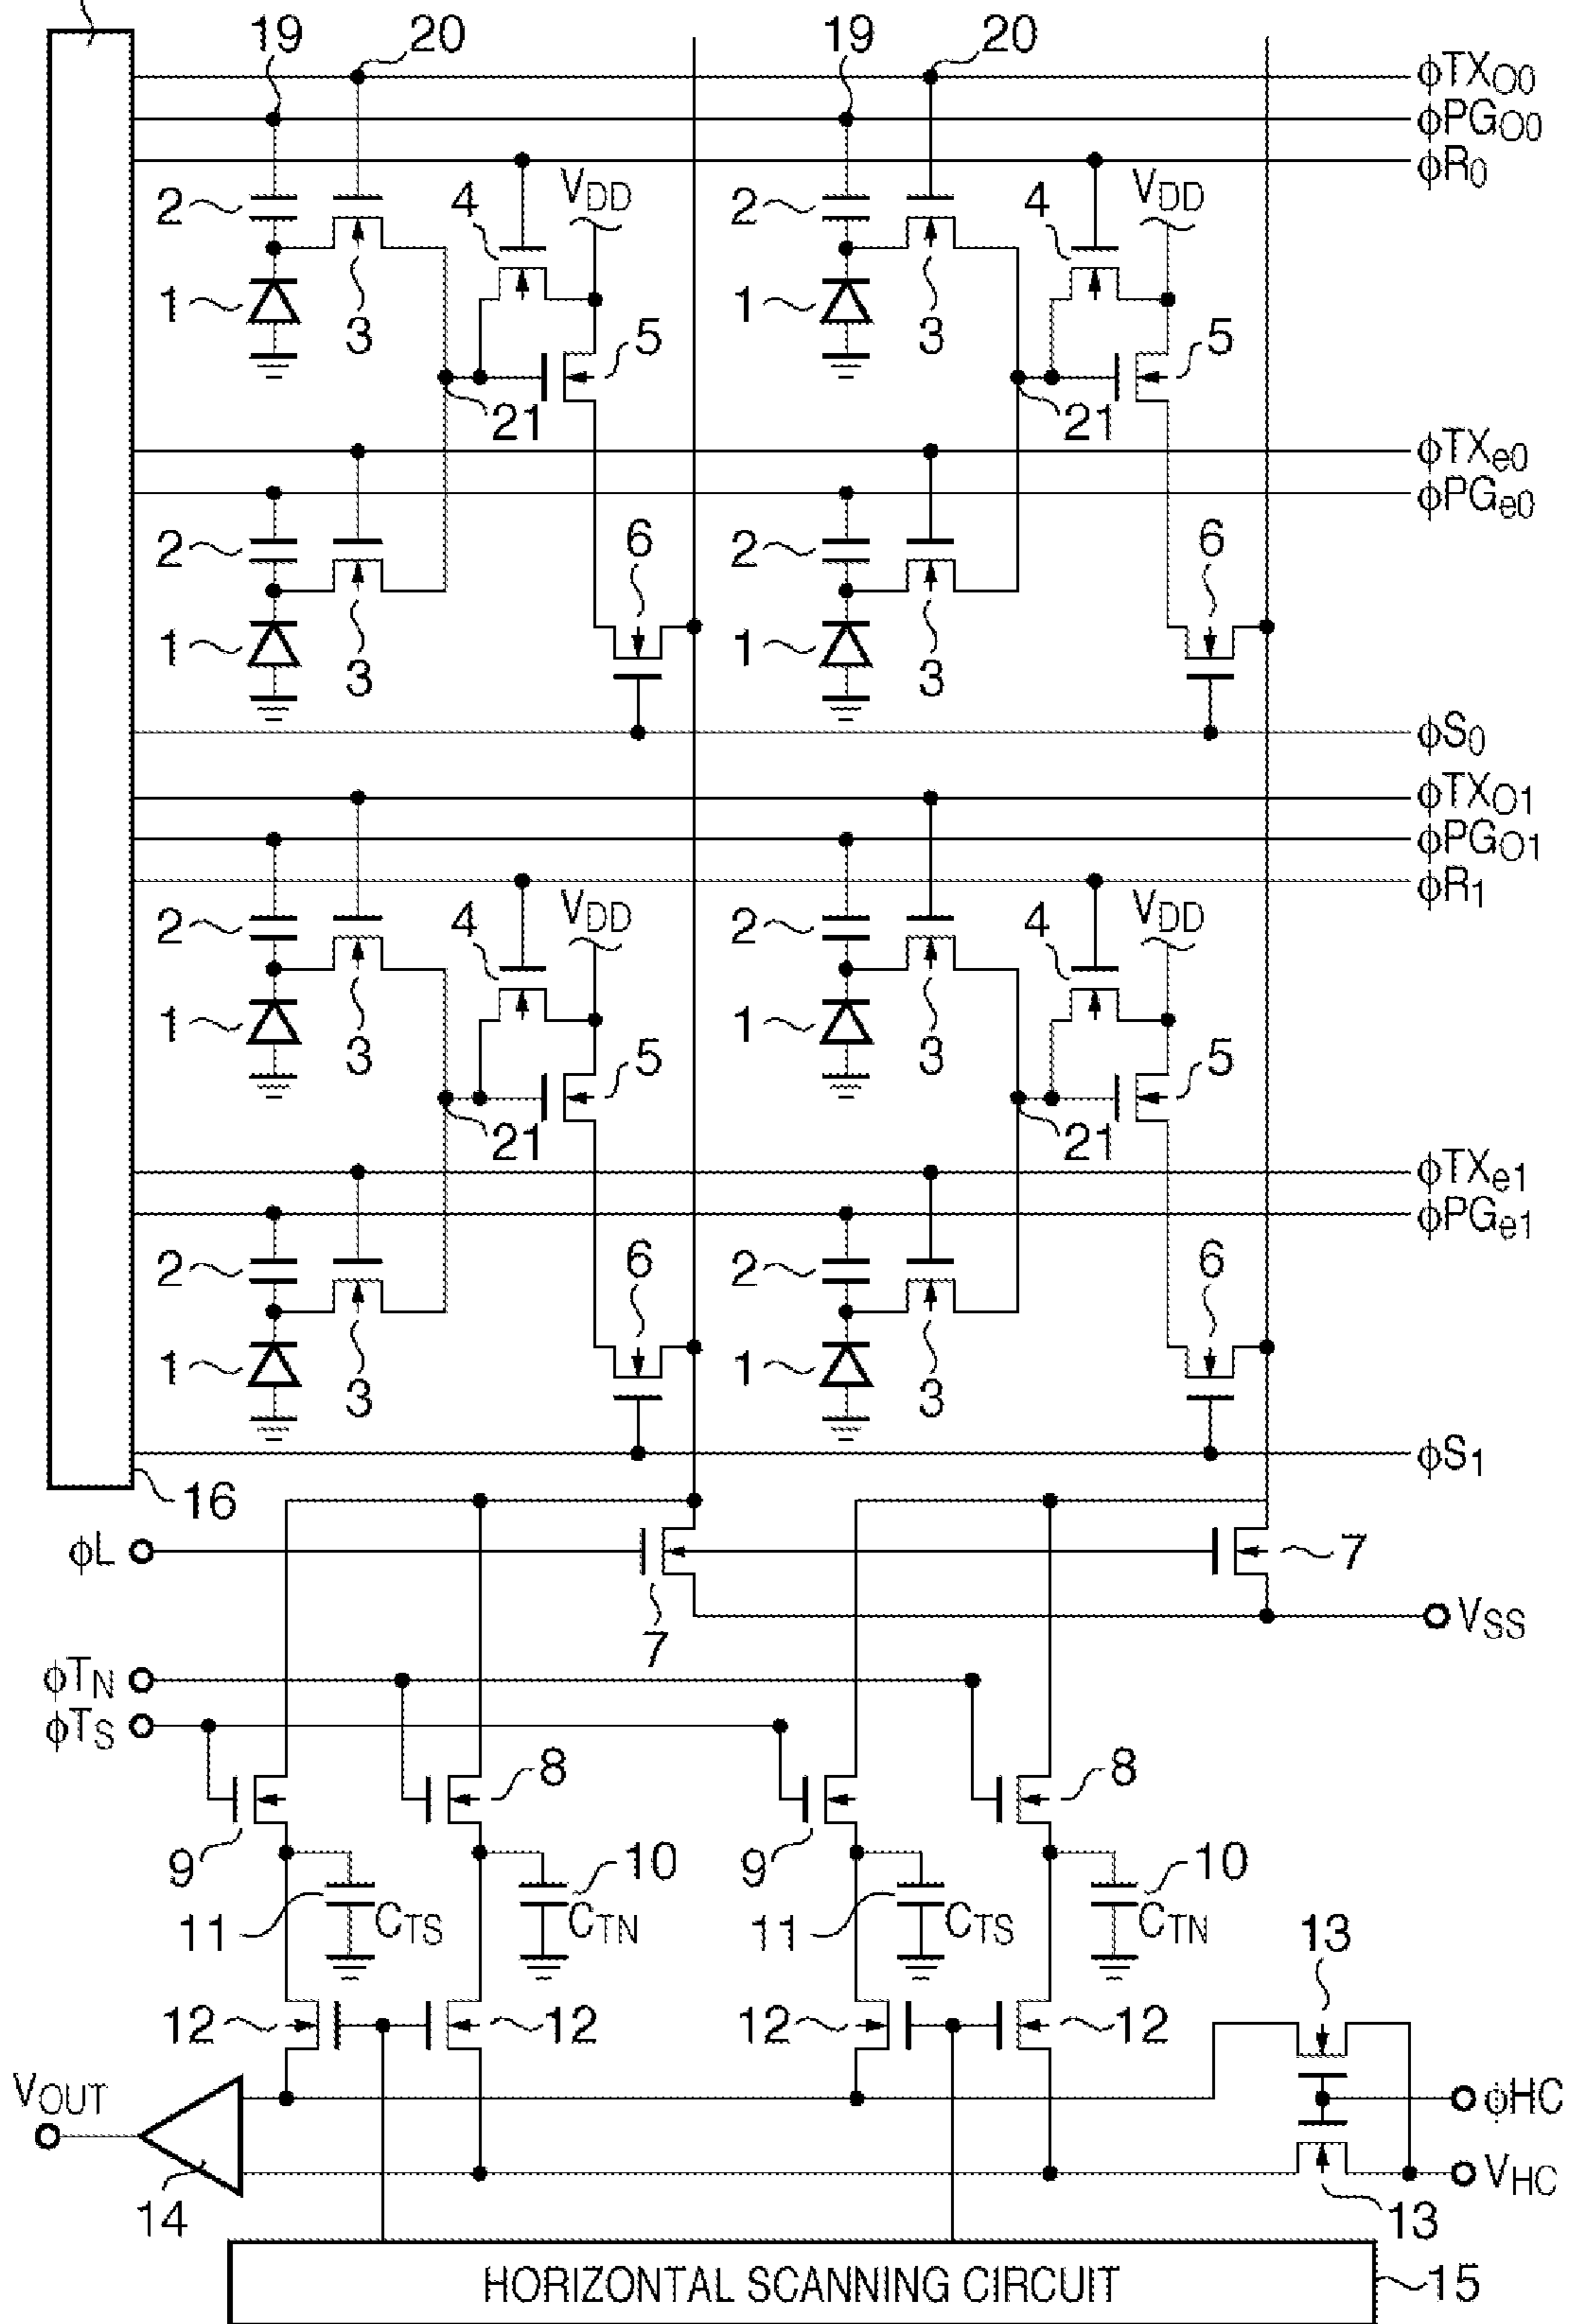 19 20 19 20
ϕTXO0
ϕPGO0
ϕR0
2 4 VDD 2 4 VDD
1 3 5 1 3 5
21 21
ϕTXe0
ϕPGe0
2 6 2 6
1 3 1 3
ϕS0
ϕTXO1
ϕPGO1
ϕR1
2 4 VDD 2 4 VDD
1 3 5 1 3 5
21 21
ϕTXe1
ϕPGe1
2 6 2 6
1 3 1 3
ϕS1
16
ϕL 7
7 VSS
ϕTN
ϕTS
8 8
9 10 9 10
11 CTS CTN 11 CTS CTN
13
12 12 12 12
VOUT ϕHC
VHC
14 13
HORIZONTAL SCANNING CIRCUIT 15